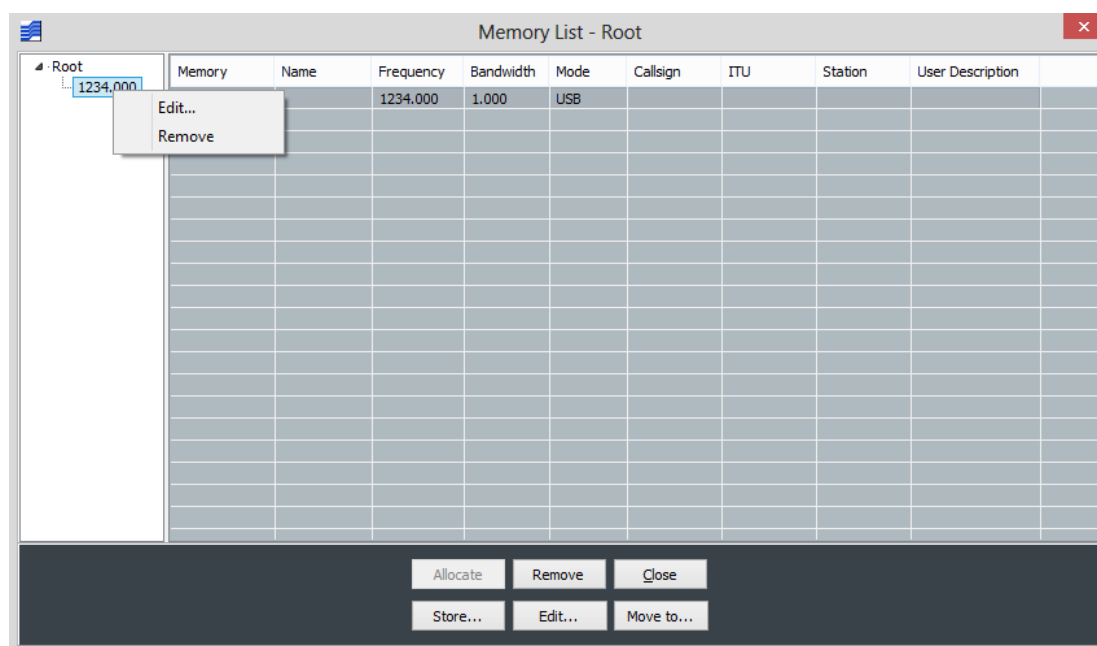 Memory List - Root
Root
1234.000
Edit...
Remove
Memory Name Frequency Bandwidth Mode Callsign ITU Station User Description
1234.000 1.000 USB
Allocate Remove Close
Store... Edit... Move to...